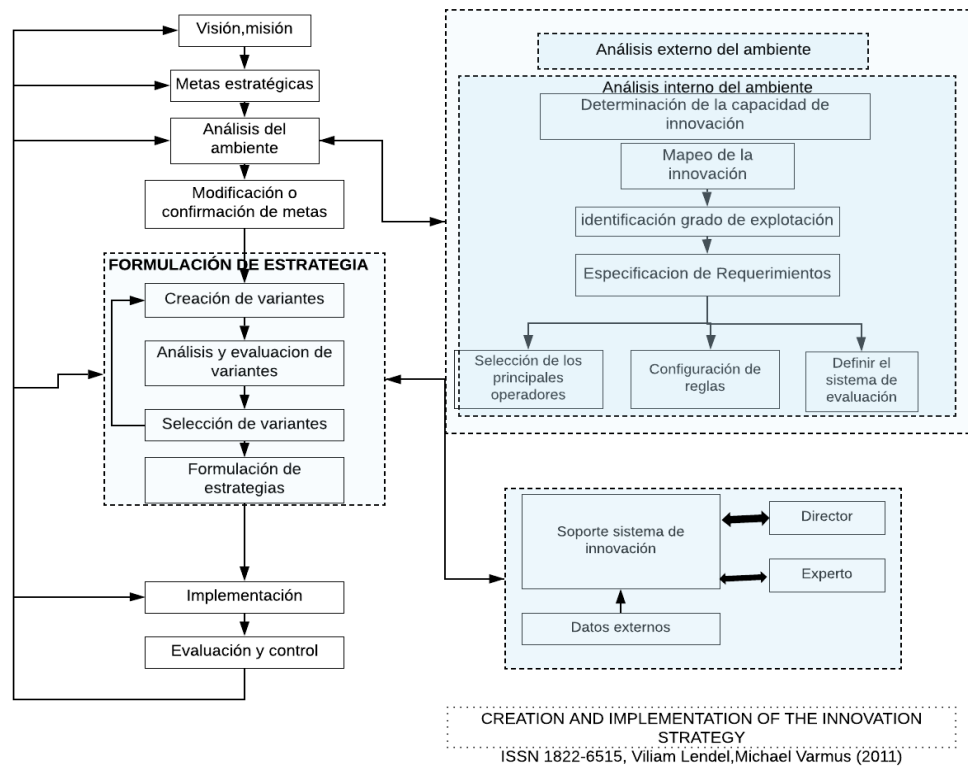 Visión,misión
Metas estratégicas
Análisis del
ambiente
Modificación o
confirmación de metas
FORMULACIÓN DE ESTRATEGIA
Creación de variantes
Análisis y evaluacion de
variantes
Selección de variantes
Formulación de
estrategias
Implementación
Evaluación y control
Análisis externo del ambiente
Análisis interno del ambiente
Determinación de la capacidad de
innovación
Mapeo de la
innovación
identificación grado de explotación
Especificacion de Requerimientos
Selección de los
principales
operadores
Configuración de
reglas
Definir el
sistema de
evaluación
Soporte sistema de
innovación
Director
Experto
Datos externos
CREATION AND IMPLEMENTATION OF THE INNOVATION
STRATEGY
ISSN 1822-6515, Viliam Lendel,Michael Varmus (2011)